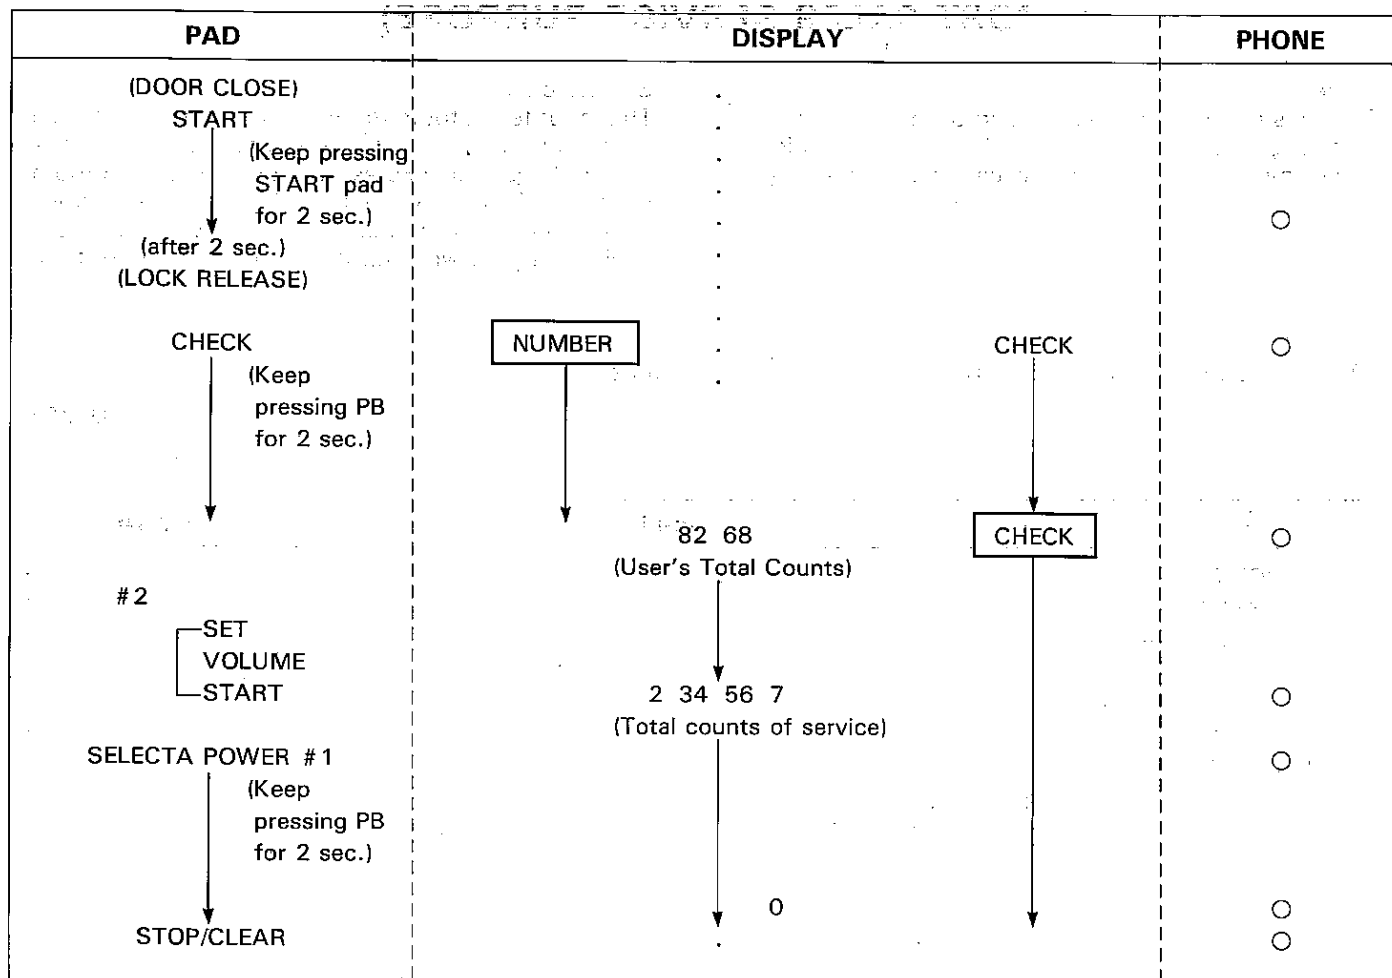 PAD DISPLAY PHONE
(DOOR CLOSE)
START
(Keep pressing
START pad
for 2 sec.)
(after 2 sec.)
(LOCK RELEASE)
CHECK NUMBER CHECK
(Keep
pressing PB
for 2 sec.)
82 68 CHECK
(User's Total Counts)
#2
SET
VOLUME
START 2 34 56 7
(Total counts of service)
SELECTA POWER #1
(Keep
pressing PB
for 2 sec.)
0
STOP/CLEAR